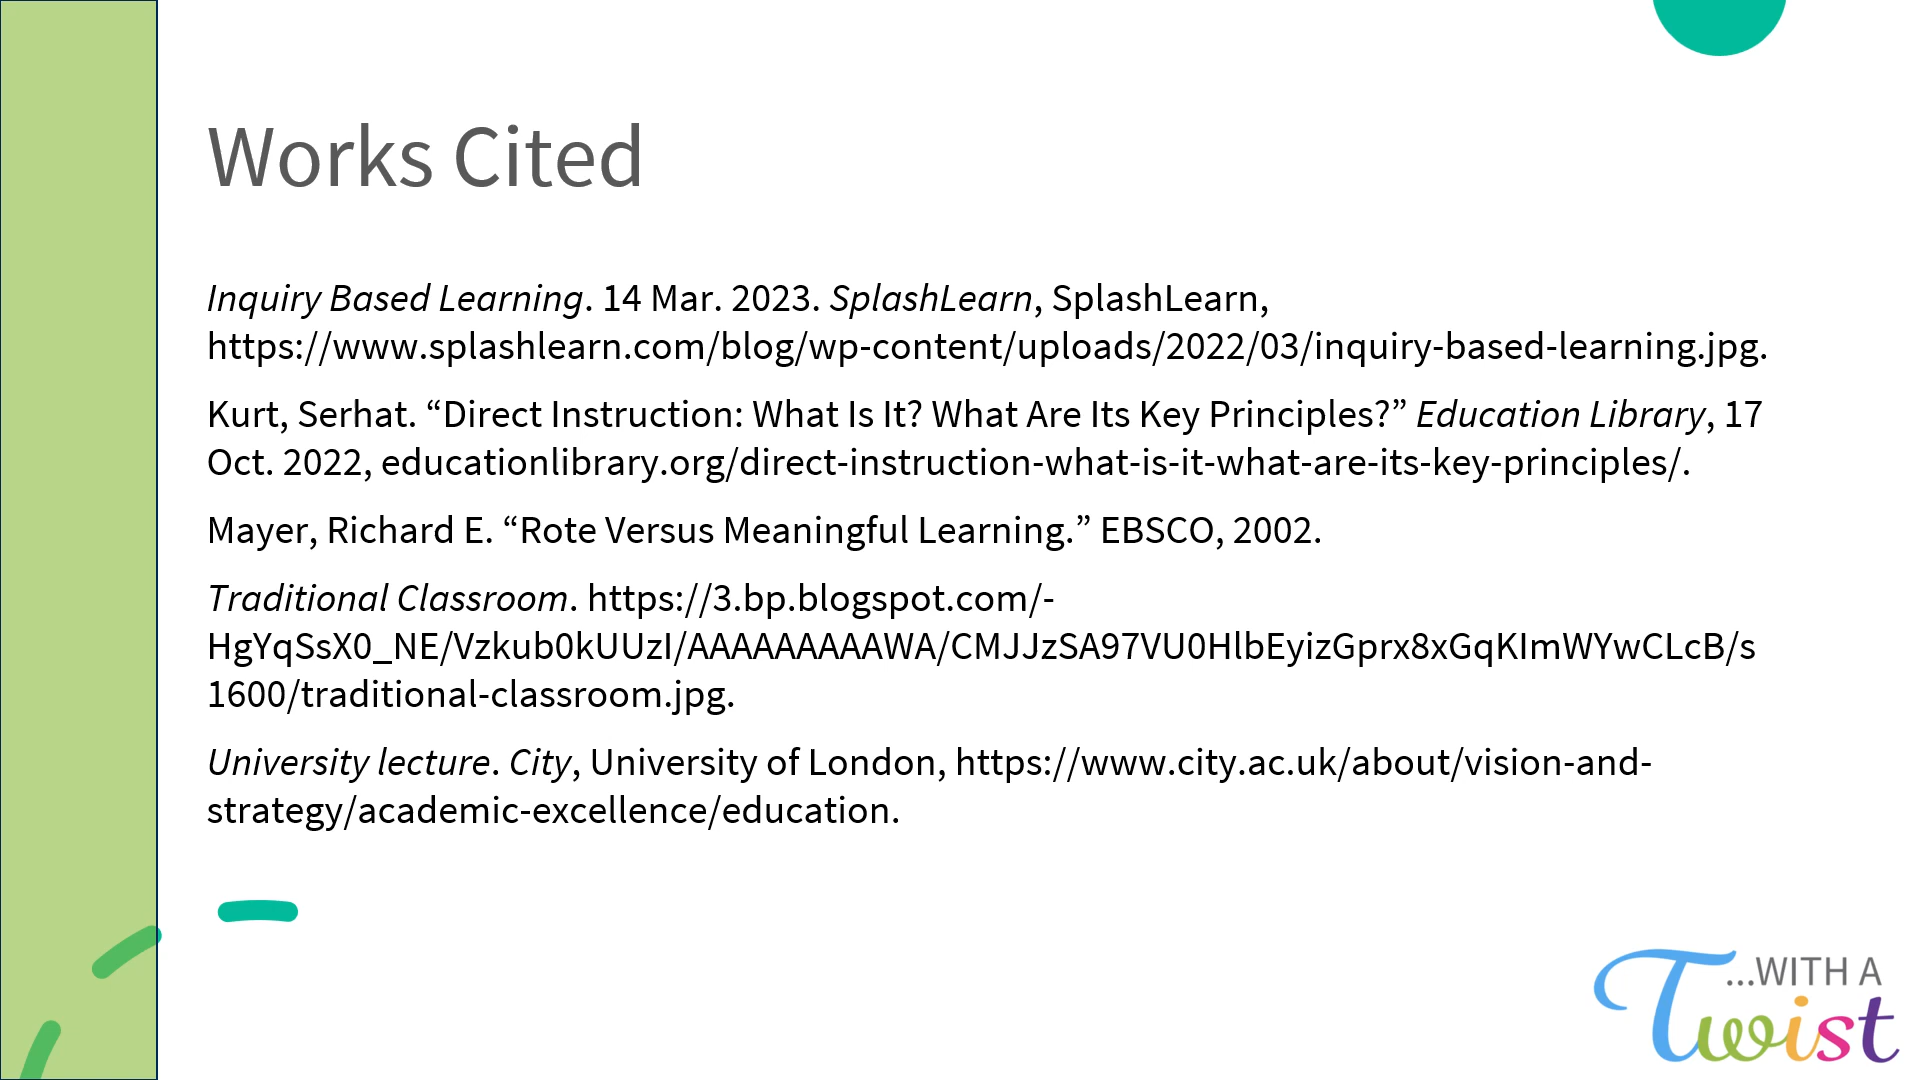 Works Cited
Inquiry Based Learning. 14 Mar. 2023. SplashLearn, SplashLearn,
https://www.splashlearn.com/blog/wp-content/uploads/2022/03/inquiry-based-learning.jpg.
Kurt, Serhat. “Direct Instruction: What Is It? What Are Its Key Principles?” Education Library, 17
Oct. 2022, educationlibrary.org/direct-instruction-what-is-it-what-are-its-key-principles/.
Mayer, Richard E. “Rote Versus Meaningful Learning.” EBSCO, 2002.
Traditional Classroom. https://3.bp.blogspot.com/-
HgYqSsX0_NE/Vzkub0kUUzI/AAAAAAAAAWA/CMJJzSA97VU0HlbEyizGprx8xGqKImWYwCLcB/s
1600/traditional-classroom.jpg.
University lecture. City, University of London, https://www.city.ac.uk/about/vision-and-
strategy/academic-excellence/education.
...WITH A
Twist